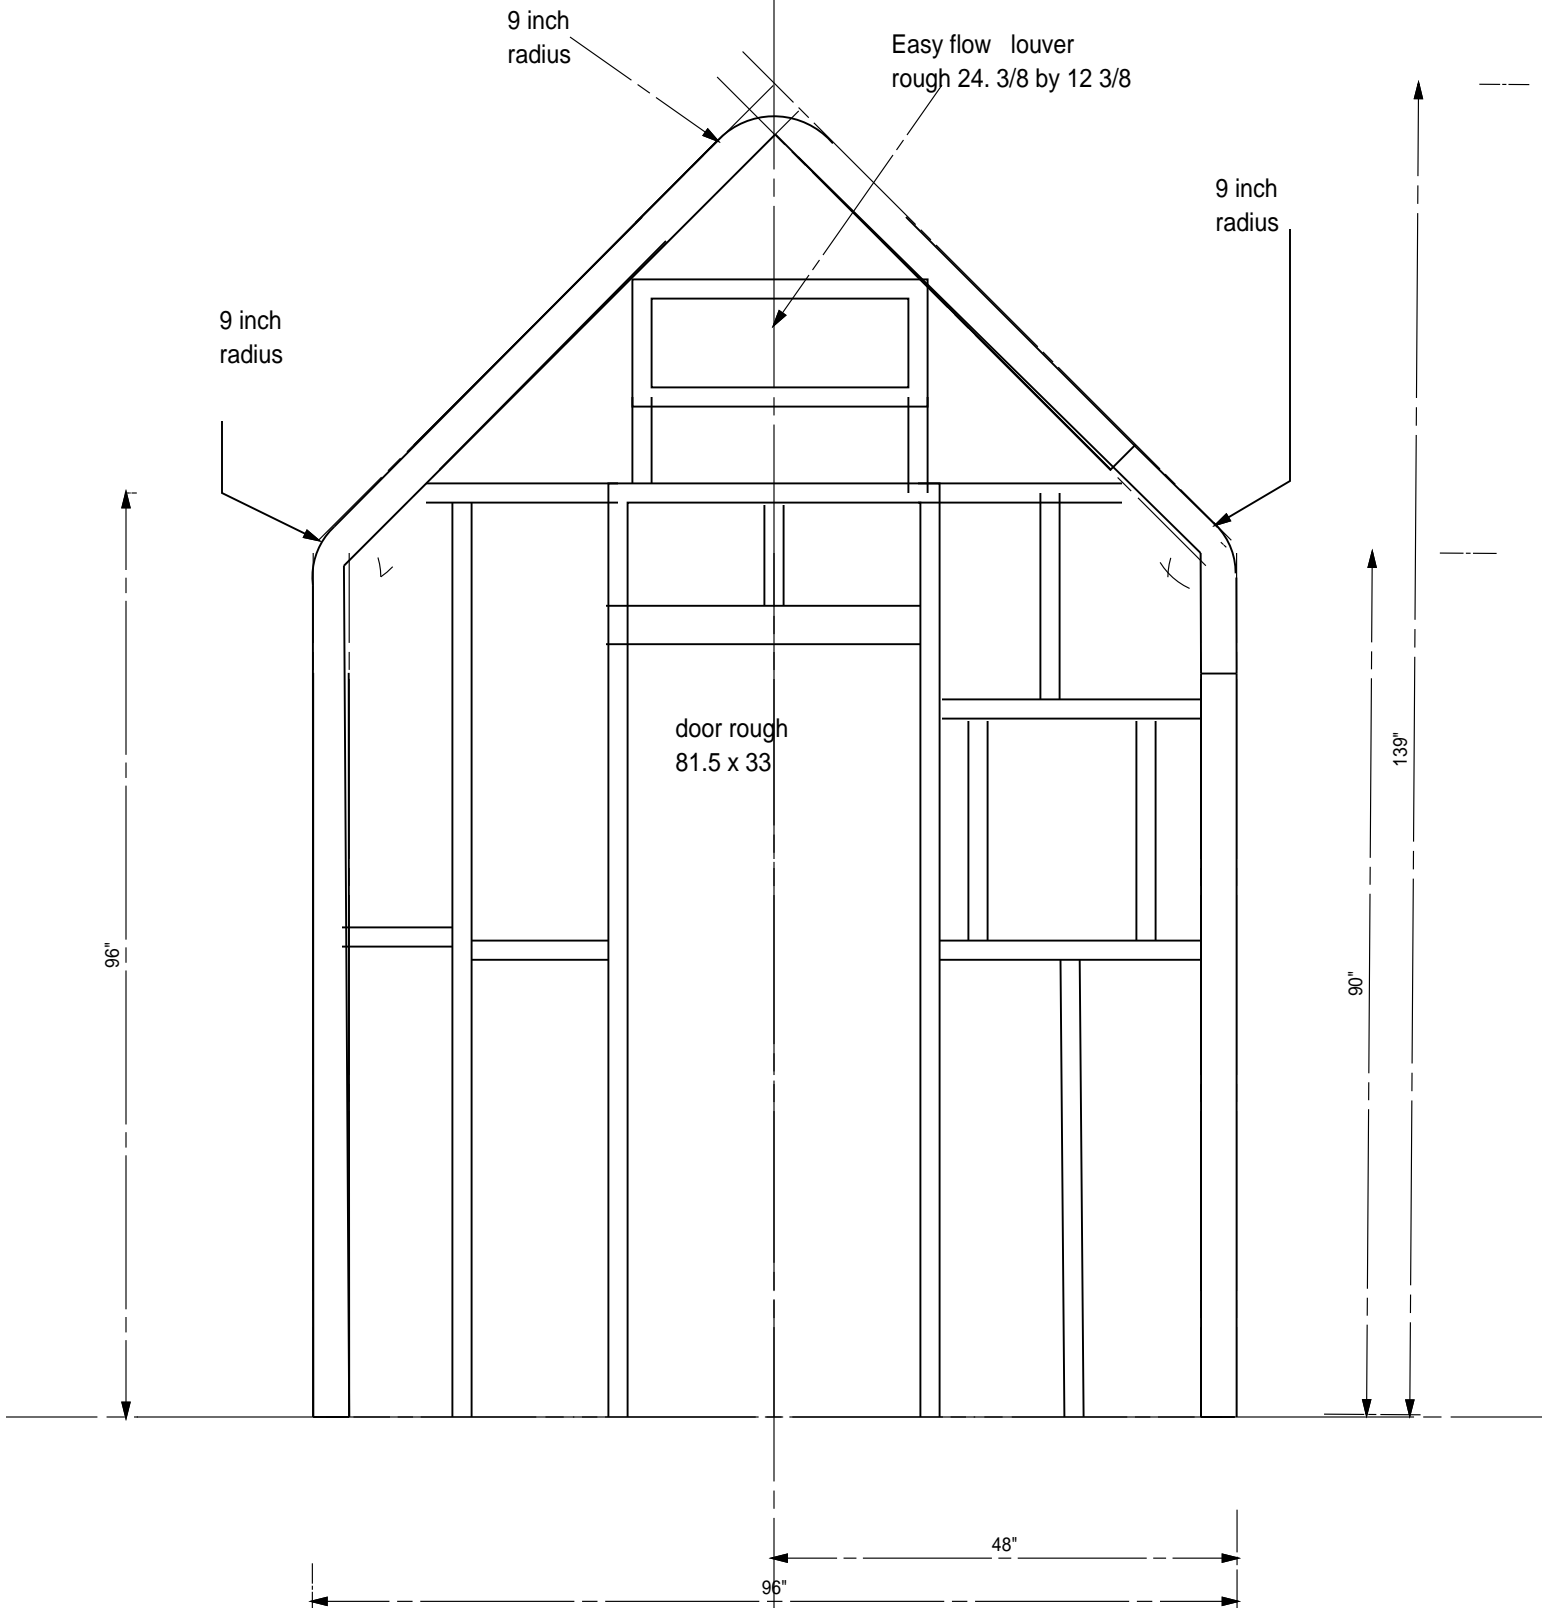 9 inch
radius
Easy flow louver
rough 24. 3/8 by 12 3/8
9 inch
radius
9 inch
radius
door rough
81.5 x 33
139"
96"
90"
48"
96"